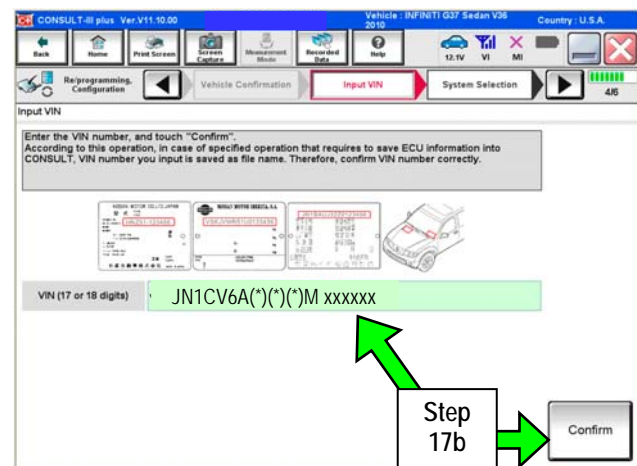 CONSULT-III plus Ver.V11.10.00
Vehicle : INFINITI G37 Sedan V36 2010
Country : U.S.A.
Back
Home
Print Screen
Screen Capture
Measurement Mode
Recorded Data
Help
12.1V
VI
MI
Re/programming, Configuration
Vehicle Confirmation
Input VIN
System Selection
4/6
Input VIN
Enter the VIN number, and touch "Confirm".
According to this operation, in case of specified operation that requires to save ECU information into
CONSULT, VIN number you input is saved as file name. Therefore, confirm VIN number correctly.
VIN (17 or 18 digits)
JN1CV6A(*)(*)(*)M xxxxxx
Step
17b
Confirm